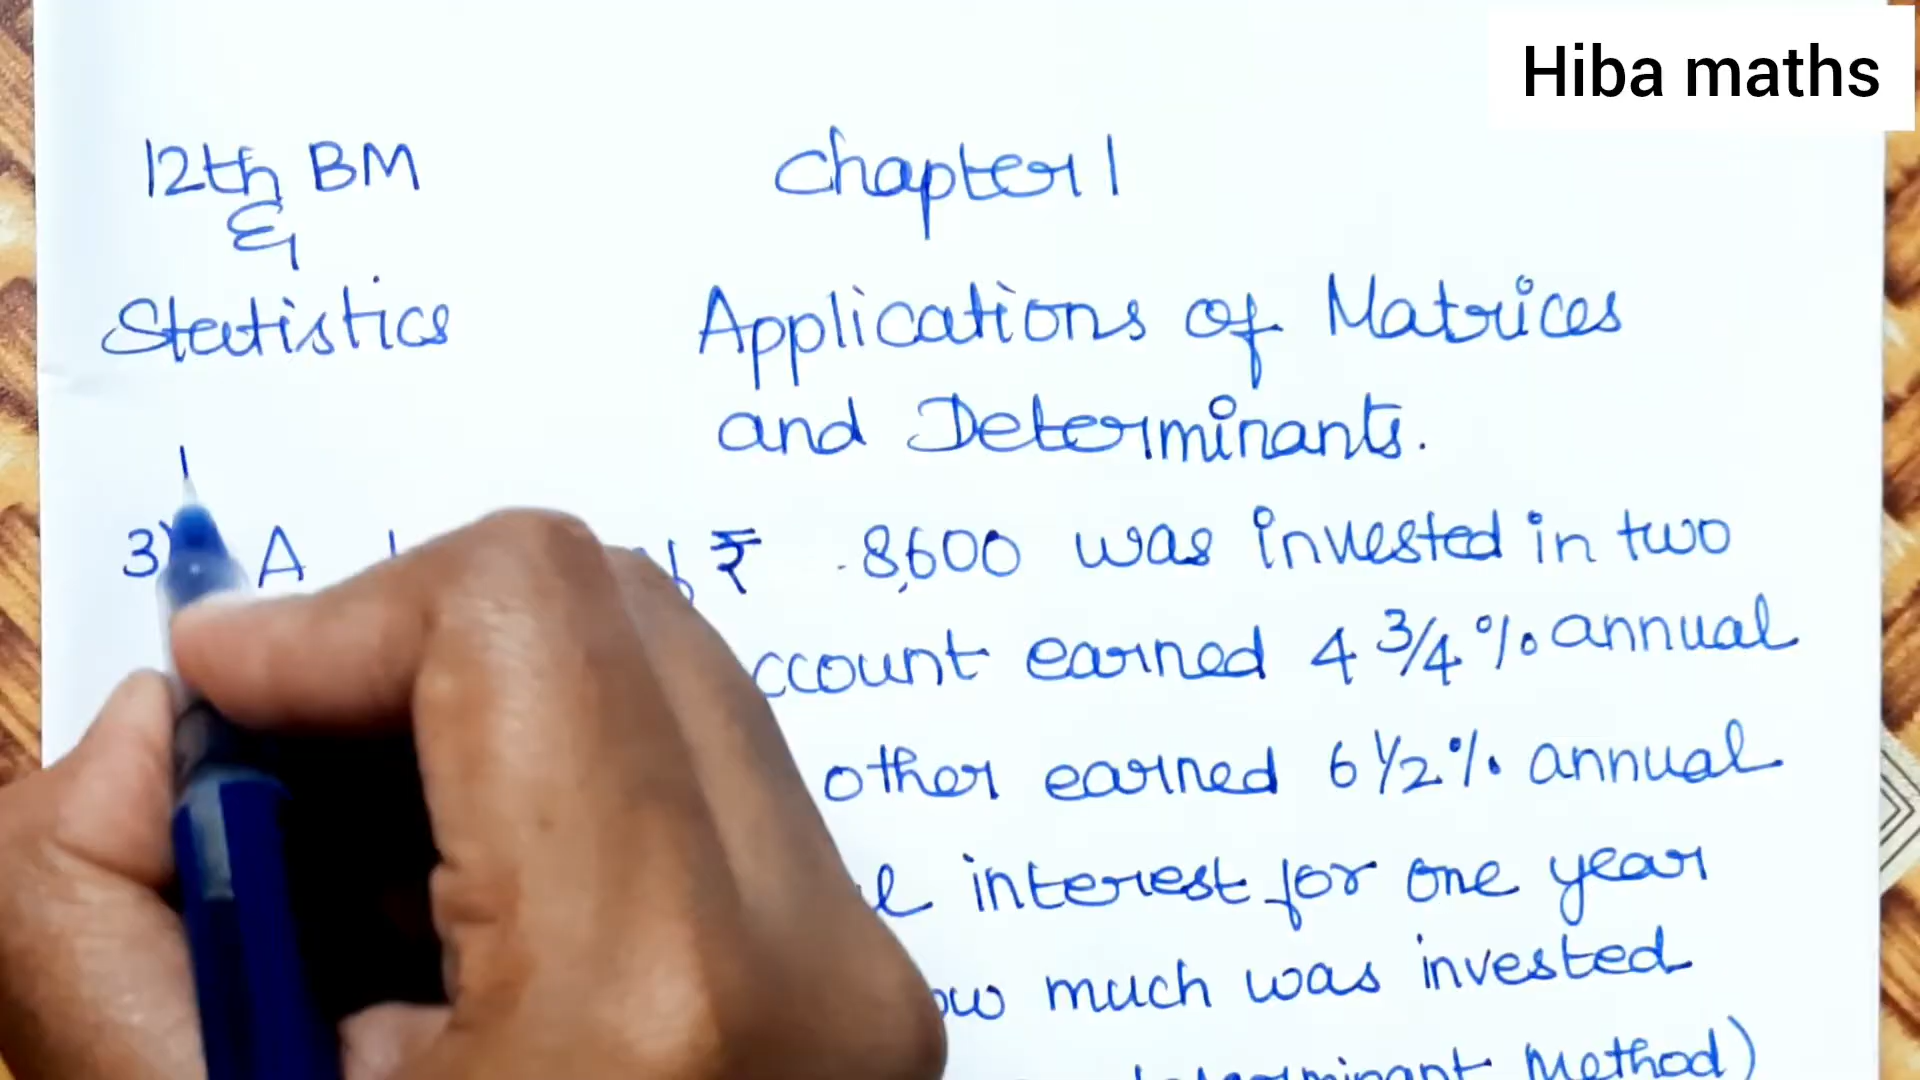 Hiba maths
12th BM Chapter 1
&
Statistics Applications of Matrices
and Determinants.
3) A ₹ 8,600 was invested in two
earned 4 3/4 % annual
other earned 6 1/2 % annual
interest for one year
much was invested
Method)